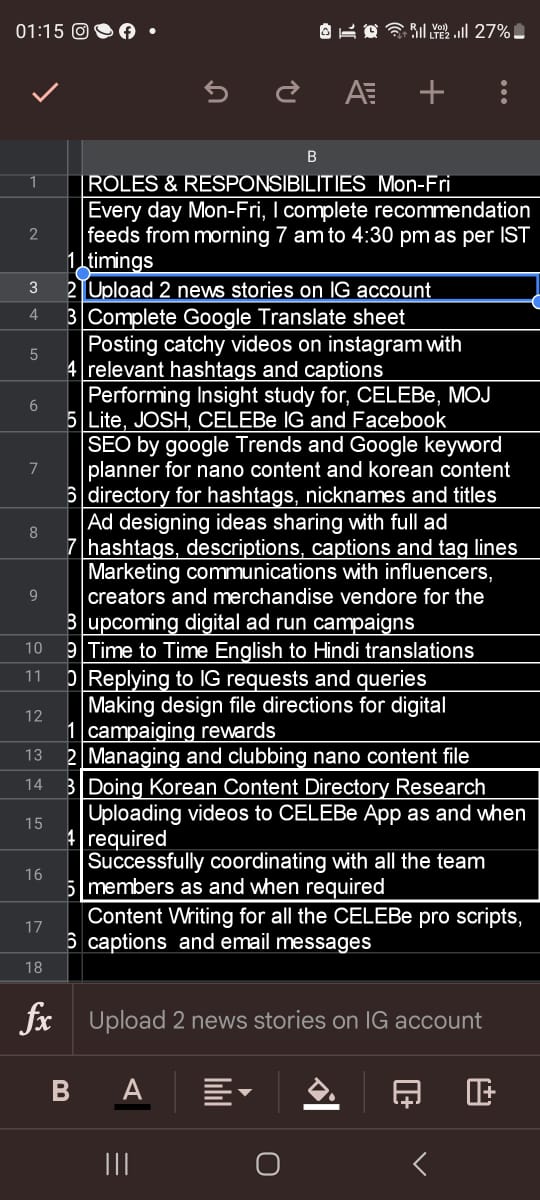 01:15
27%
B
1
ROLES & RESPONSIBILITIES Mon-Fri
2
Every day Mon-Fri, I complete recommendation
feeds from morning 7 am to 4:30 pm as per IST
1 timings
3
2 Upload 2 news stories on IG account
4
3 Complete Google Translate sheet
5
Posting catchy videos on instagram with
4 relevant hashtags and captions
6
Performing Insight study for, CELEBe, MOJ
5 Lite, JOSH, CELEBe IG and Facebook
7
SEO by google Trends and Google keyword
planner for nano content and korean content
6 directory for hashtags, nicknames and titles
8
Ad designing ideas sharing with full ad
7 hashtags, descriptions, captions and tag lines
9
Marketing communications with influencers,
creators and merchandise vendore for the
8 upcoming digital ad run campaigns
10
9 Time to Time English to Hindi translations
11
0 Replying to IG requests and queries
12
Making design file directions for digital
1 campaiging rewards
13
2 Managing and clubbing nano content file
14
3 Doing Korean Content Directory Research
15
Uploading videos to CELEBe App as and when
4 required
16
Successfully coordinating with all the team
5 members as and when required
17
Content Writing for all the CELEBe pro scripts,
6 captions and email messages
18
fx Upload 2 news stories on IG account
B A